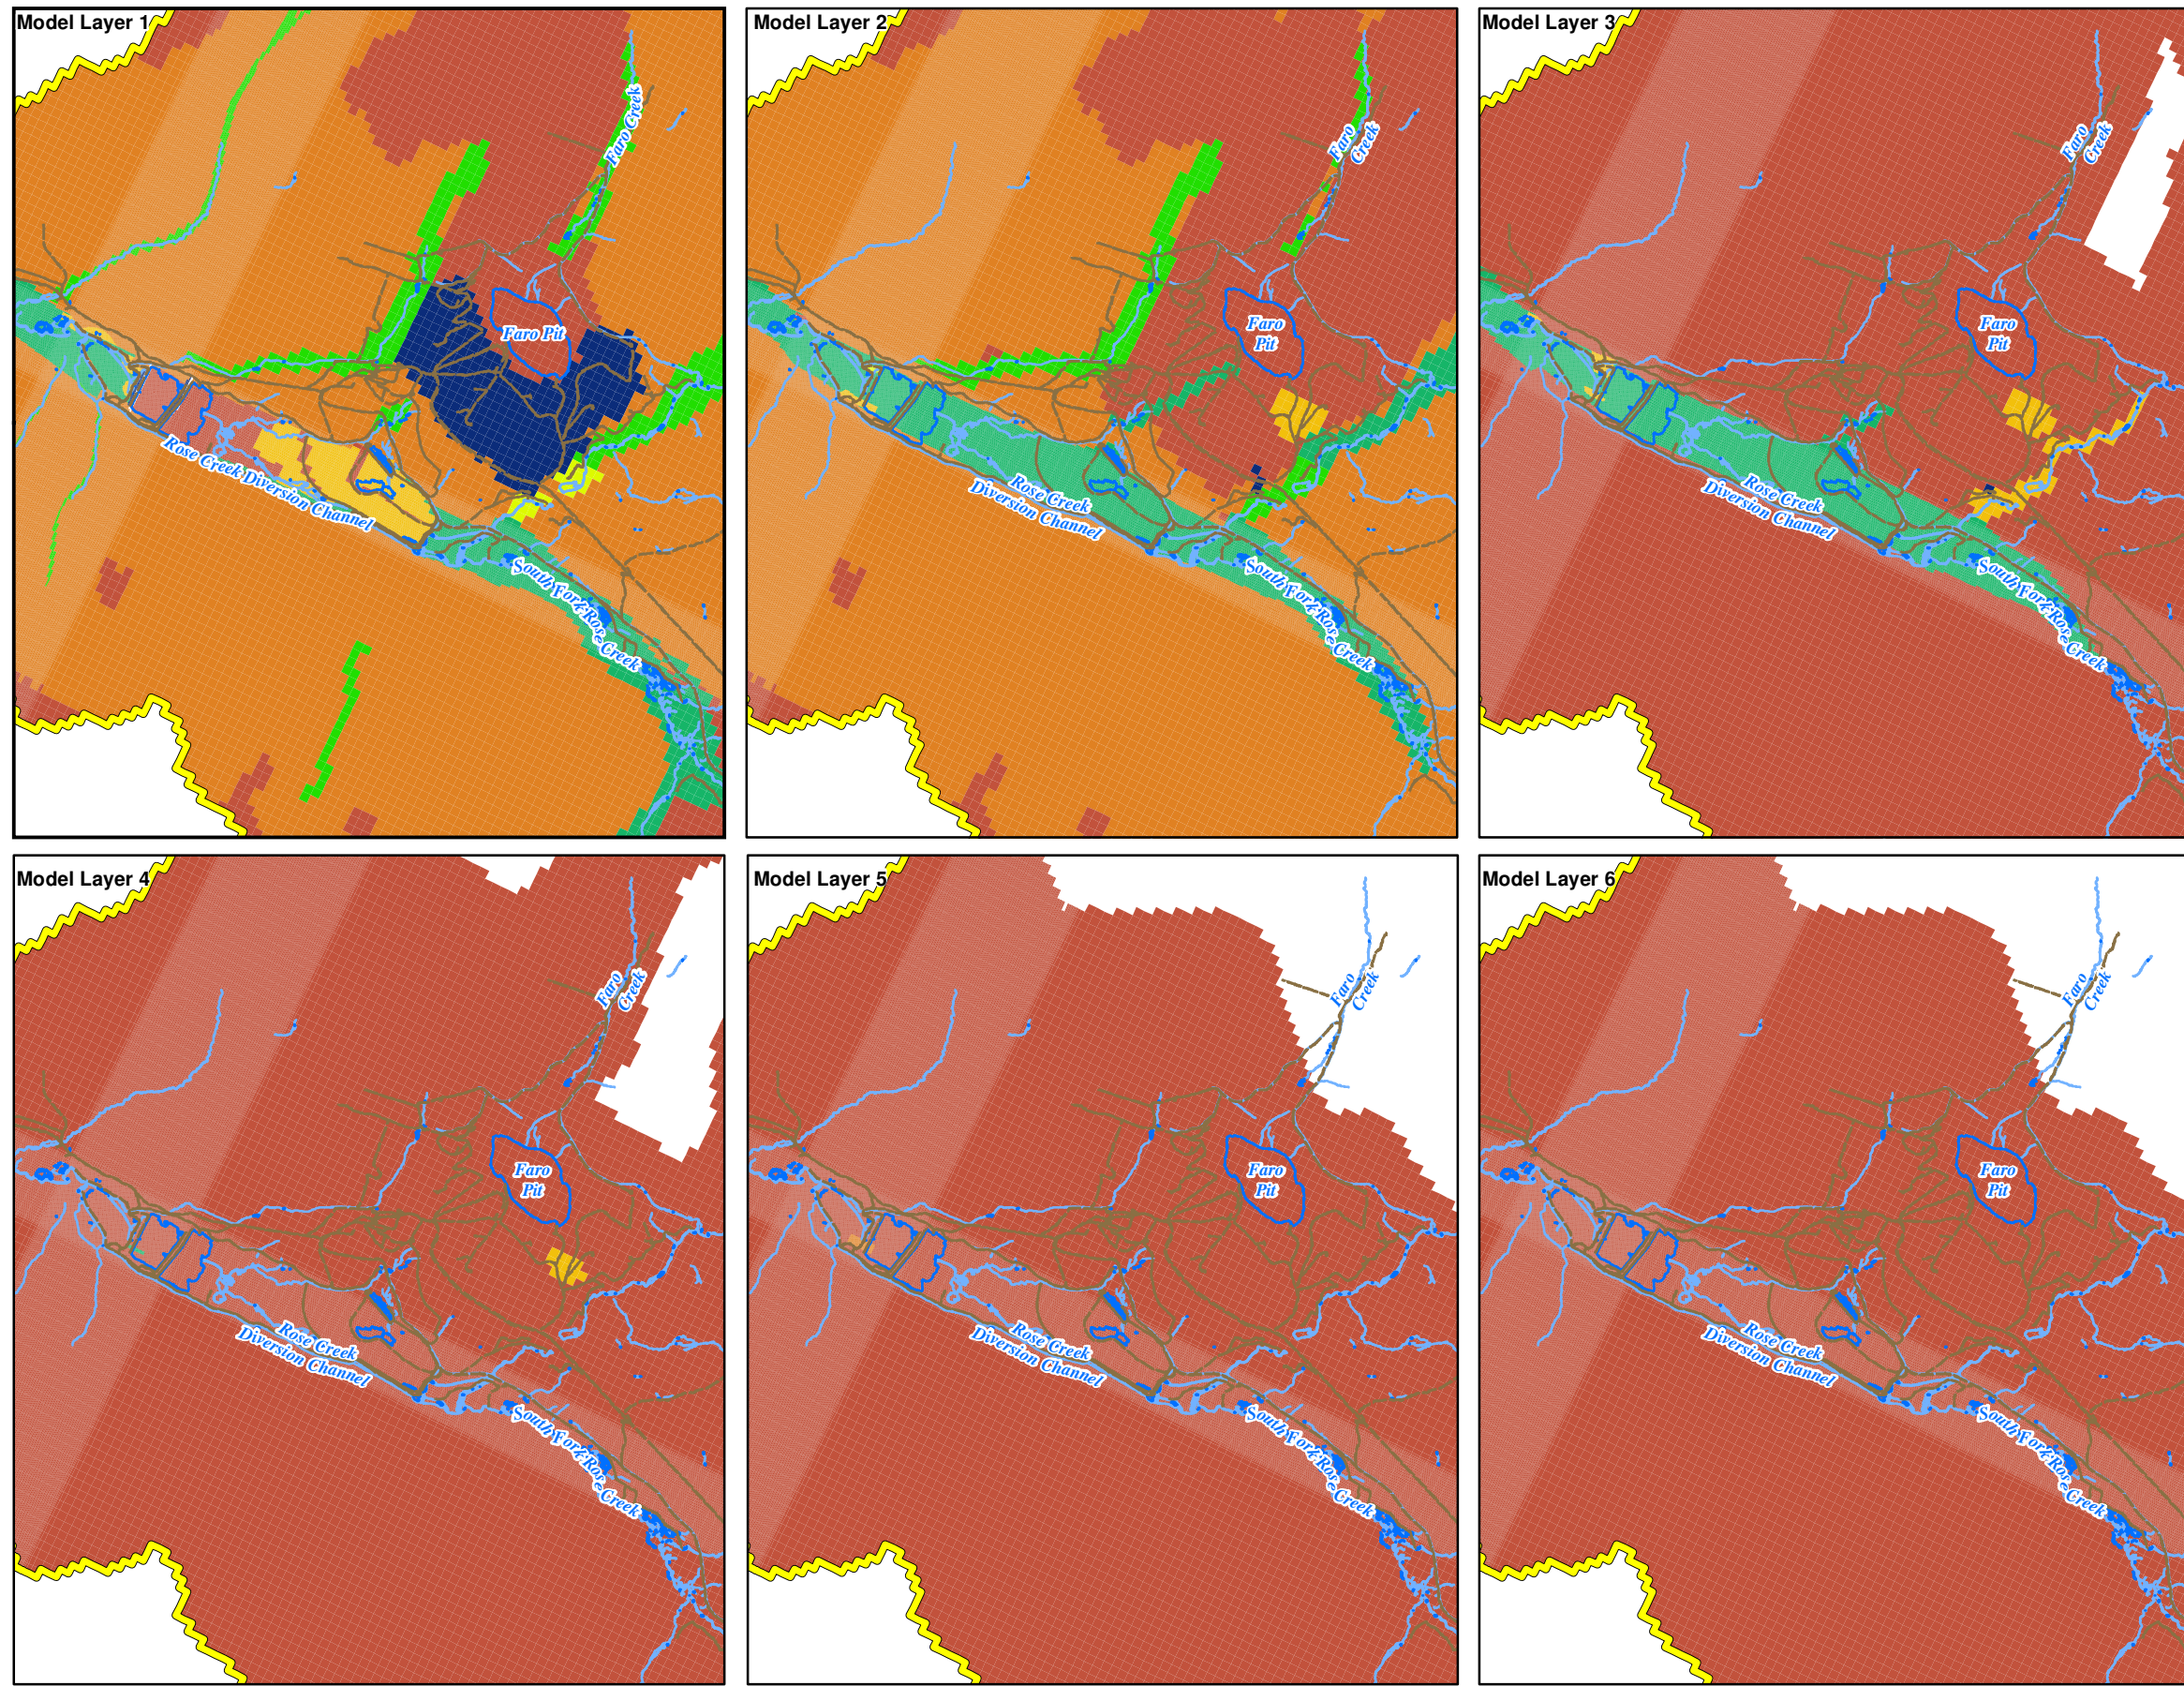 Model Layer 1
Faro Creek
Faro Pit
Rose Creek Diversion Channel
South Fork Rose Creek
Model Layer 2
Faro
Creek
Faro
Pit
Rose Creek
Diversion Channel
South Fork Rose Creek
Model Layer 3
Faro
Creek
Faro
Pit
Rose Creek
Diversion Channel
South Fork Rose Creek
Model Layer 4
Faro
Creek
Faro
Pit
Rose Creek
Diversion Channel
South Fork Rose Creek
Model Layer 5
Faro
Creek
Faro
Pit
Rose Creek
Diversion Channel
South Fork Rose Creek
Model Layer 6
Faro
Creek
Faro
Pit
Rose Creek
Diversion Channel
South Fork Rose Creek